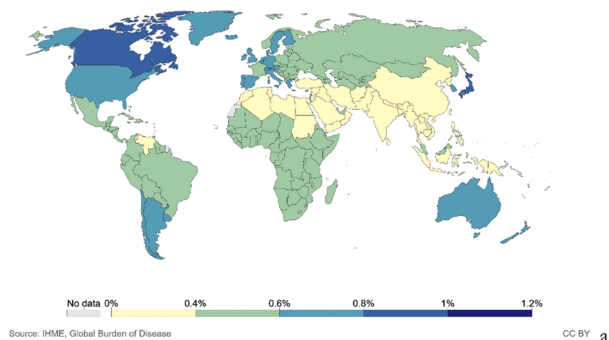 No data 0% 0.4% 0.6% 0.8% 1% 1.2%
Source: IHME, Global Burden of Disease CC BY a